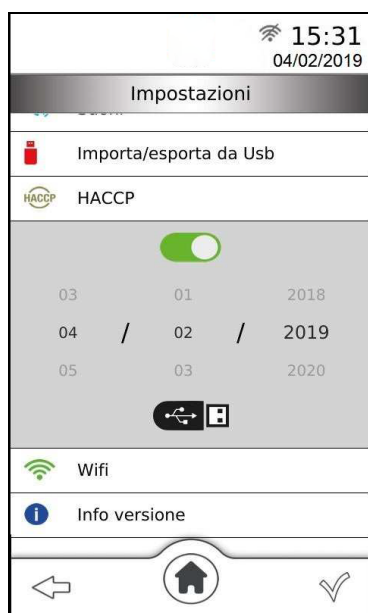 15:31
04/02/2019
Impostazioni
Importa/esporta da Usb
HACCP HACCP
03 01 2018
04 / 02 / 2019
05 03 2020
Wifi
Info versione